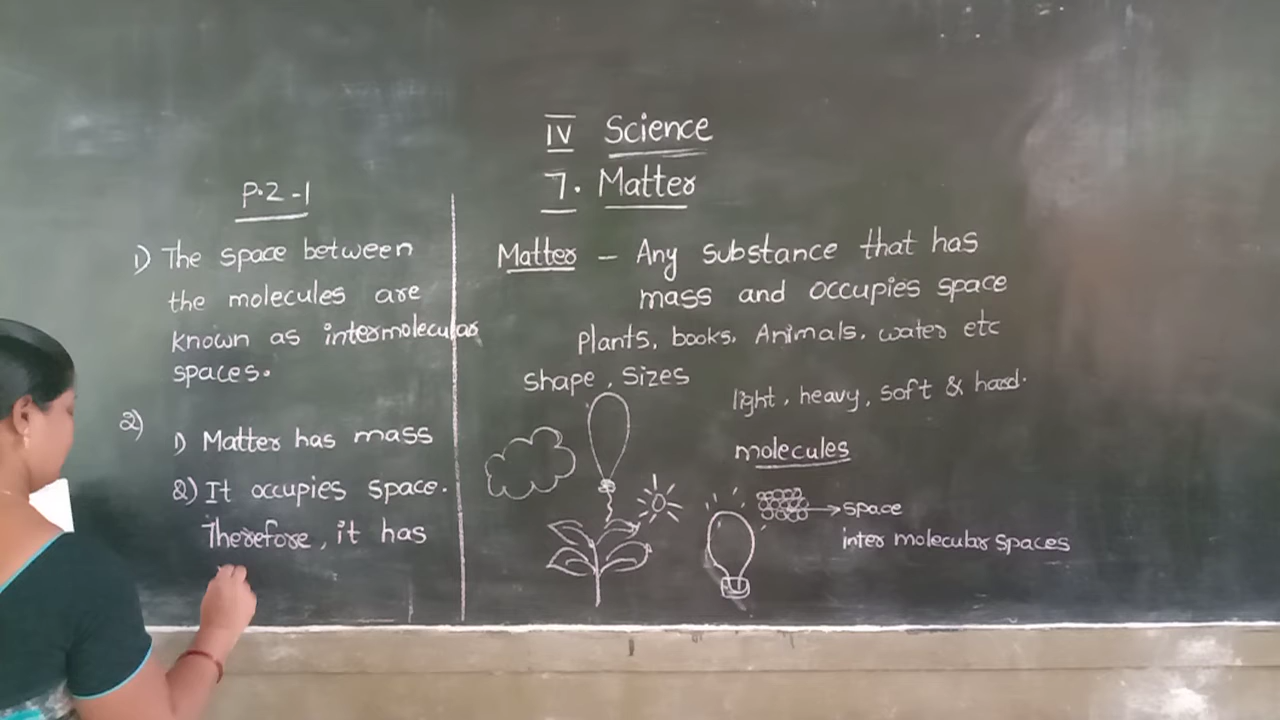 IV Science
7. Matter
P.2-1
1) The space between
the molecules are
known as intermolecular
spaces.
2)
1) Matter has mass
2) It occupies space.
Therefore, it has
Matter - Any substance that has
mass and occupies space
Plants, books. Animals. water etc
Shape, Sizes
light, heavy, soft & hard.
molecules
space
inter molecular spaces